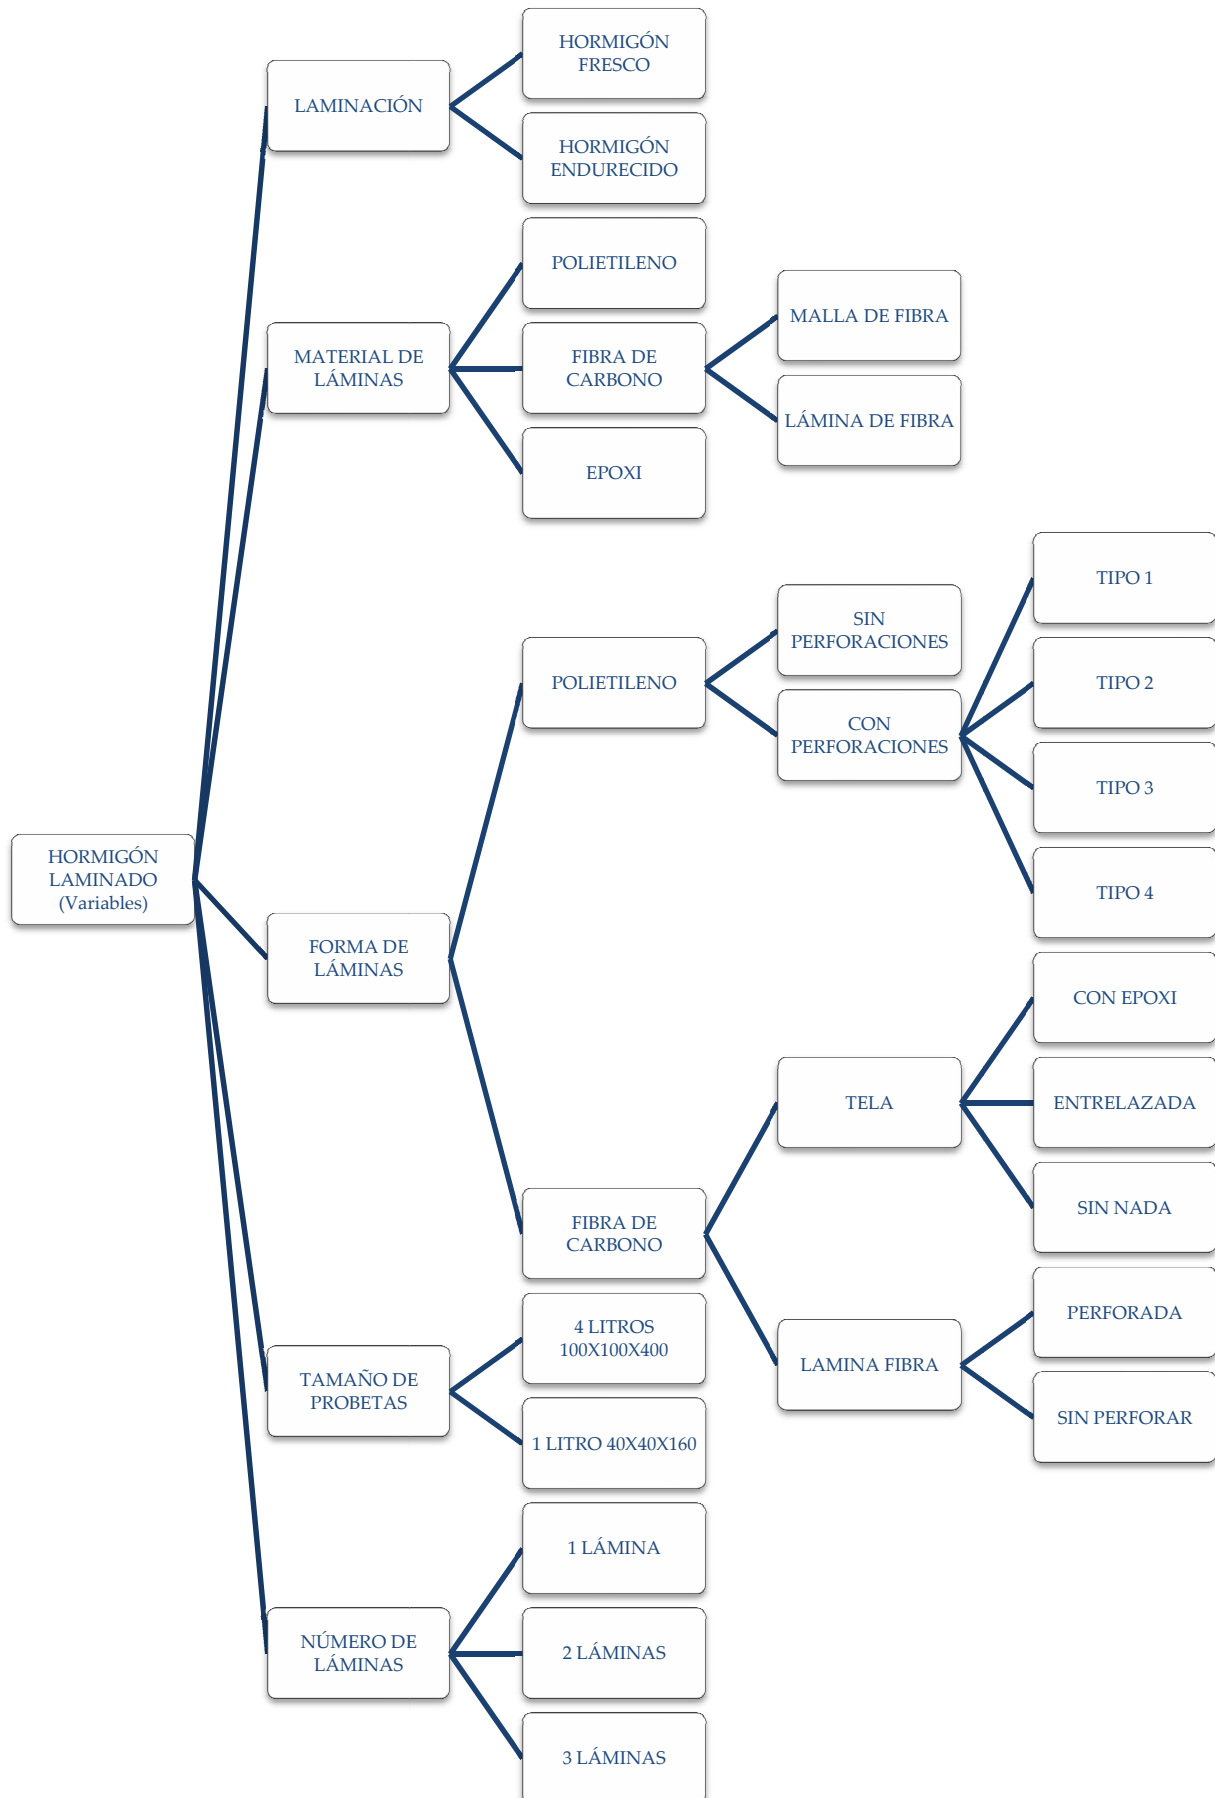 HORMIGÓN
LAMINADO
(Variables)
LAMINACIÓN
HORMIGÓN
FRESCO
HORMIGÓN
ENDURECIDO
MATERIAL DE
LÁMINAS
POLIETILENO
FIBRA DE
CARBONO
MALLA DE FIBRA
LÁMINA DE FIBRA
EPOXI
FORMA DE
LÁMINAS
POLIETILENO
SIN
PERFORACIONES
CON
PERFORACIONES
TIPO 1
TIPO 2
TIPO 3
TIPO 4
FIBRA DE
CARBONO
TELA
CON EPOXI
ENTRELAZADA
SIN NADA
LAMINA FIBRA
PERFORADA
SIN PERFORAR
TAMAÑO DE
PROBETAS
4 LITROS
100X100X400
1 LITRO 40X40X160
NÚMERO DE
LÁMINAS
1 LÁMINA
2 LÁMINAS
3 LÁMINAS